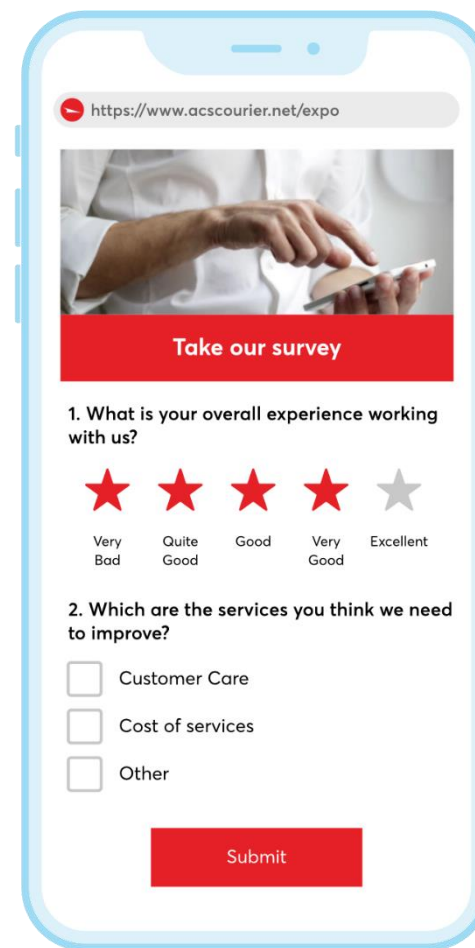 https://www.acscourier.net/expo
Take our survey
1. What is your overall experience working
with us?
Very
Bad
Quite
Good
Good
Very
Good
Excellent
2. Which are the services you think we need
to improve?
Customer Care
Cost of services
Other
Submit